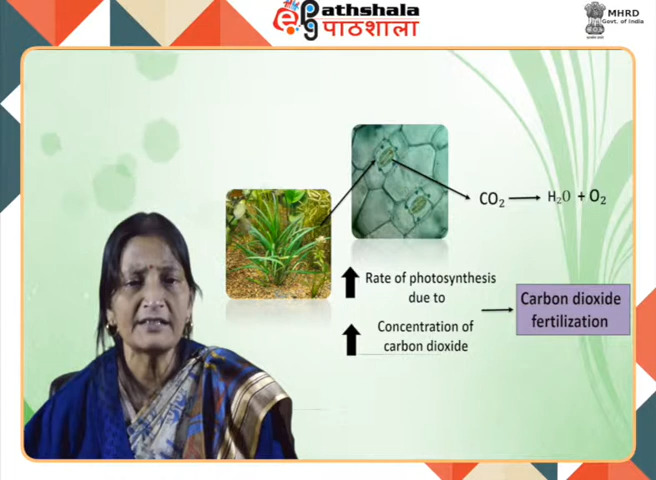 ePathshala
पाठशाला
MHRD
Govt. of India
CO₂ → H₂O + O₂
Rate of photosynthesis
due to
Concentration of
carbon dioxide
Carbon dioxide
fertilization